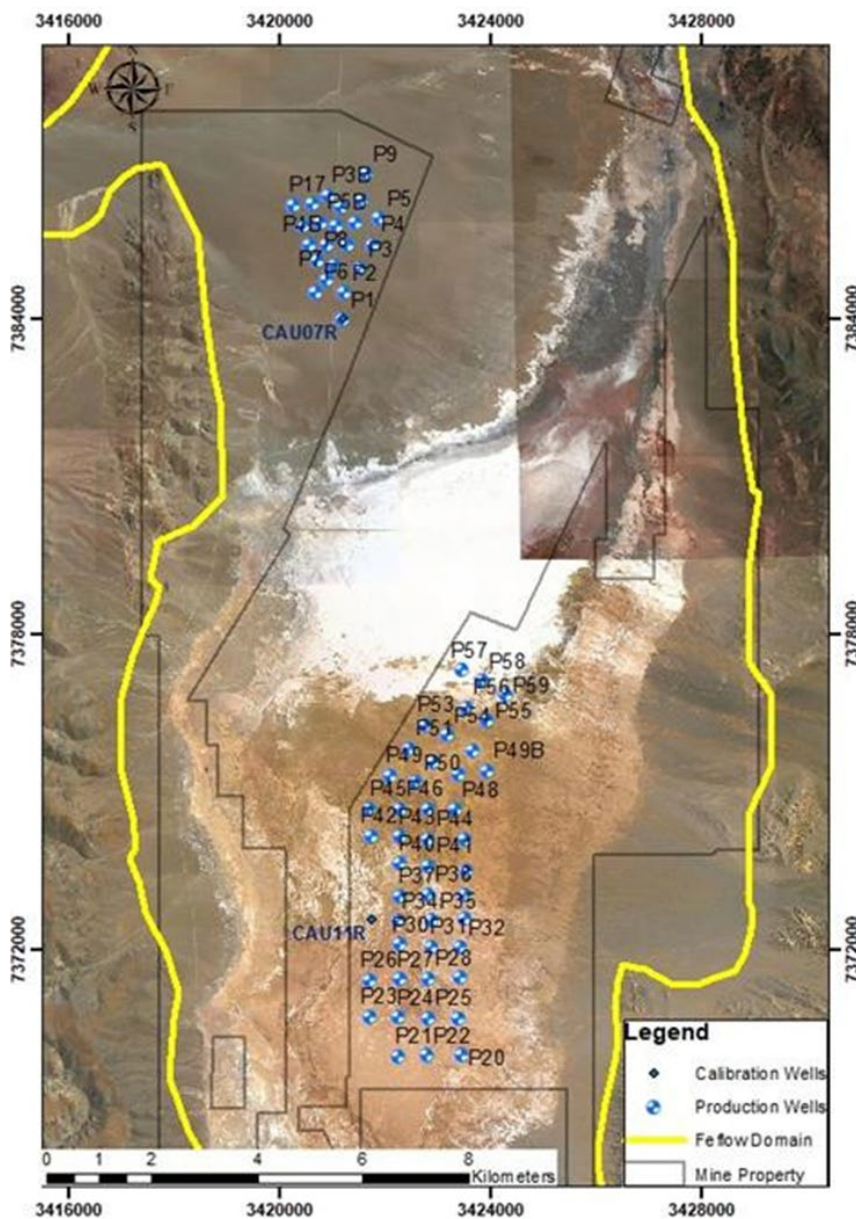 3416000 3420000 3424000 3428000
N
W E
S
P9
P17 P3B
P5B P5
P4
P8 P3
P7 P6 P2
P1
7384000 7384000
CAU07R
7378000 7378000
P57
P58
P56 P59
P53
P54 P55
P51
P49 P49B
P50
P45 P46 P48
P42 P43 P44
P40 P41
P37
P34 P35
CAU11R P30 P31 P32
7372000 7372000
P26 P27 P28
P23 P24 P25
P21 P22
P20
Legend
Calibration Wells
Production Wells
Feflow Domain
Mine Property
0 1 2 4 6 8
Kilometers
3416000 3420000 3424000 3428000